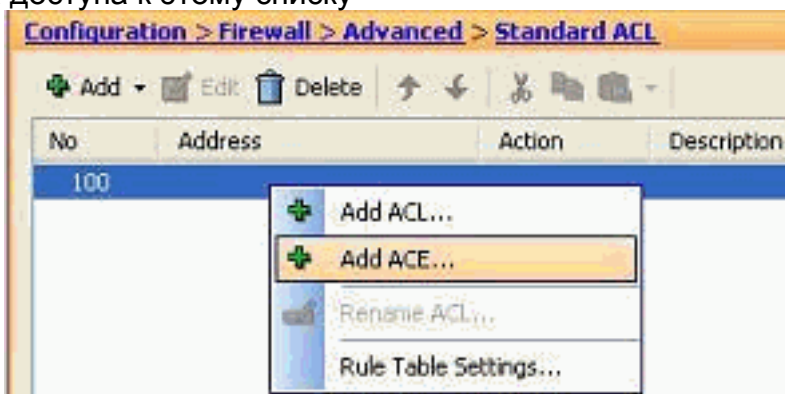 доступа к этому списку
Configuration > Firewall > Advanced > Standard ACL
Add Edit Delete
No Address Action Description
100
Add ACL...
Add ACE...
Rename ACL...
Rule Table Settings...